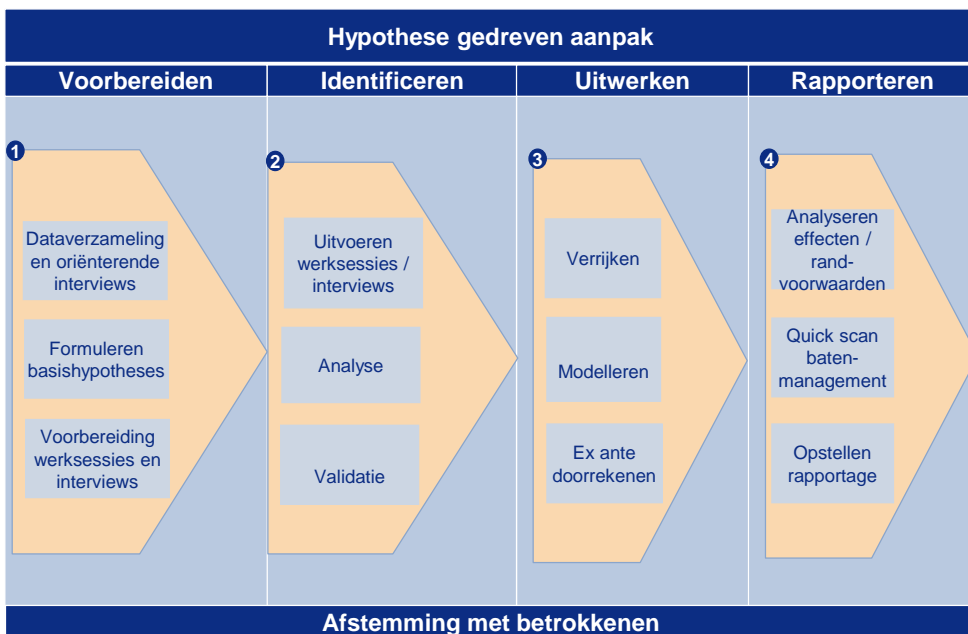 Hypothese gedreven aanpak
Voorbereiden
Identificeren
Uitwerken
Rapporteren
1
Dataverzameling
en oriënterende
interviews
Formuleren
basishypotheses
Voorbereiding
werksessies en
interviews
2
Uitvoeren
werksessies /
interviews
Analyse
Validatie
3
Verrijken
Modelleren
Ex ante
doorrekenen
4
Analyseren
effecten /
rand-
voorwaarden
Quick scan
baten-
management
Opstellen
rapportage
Afstemming met betrokkenen